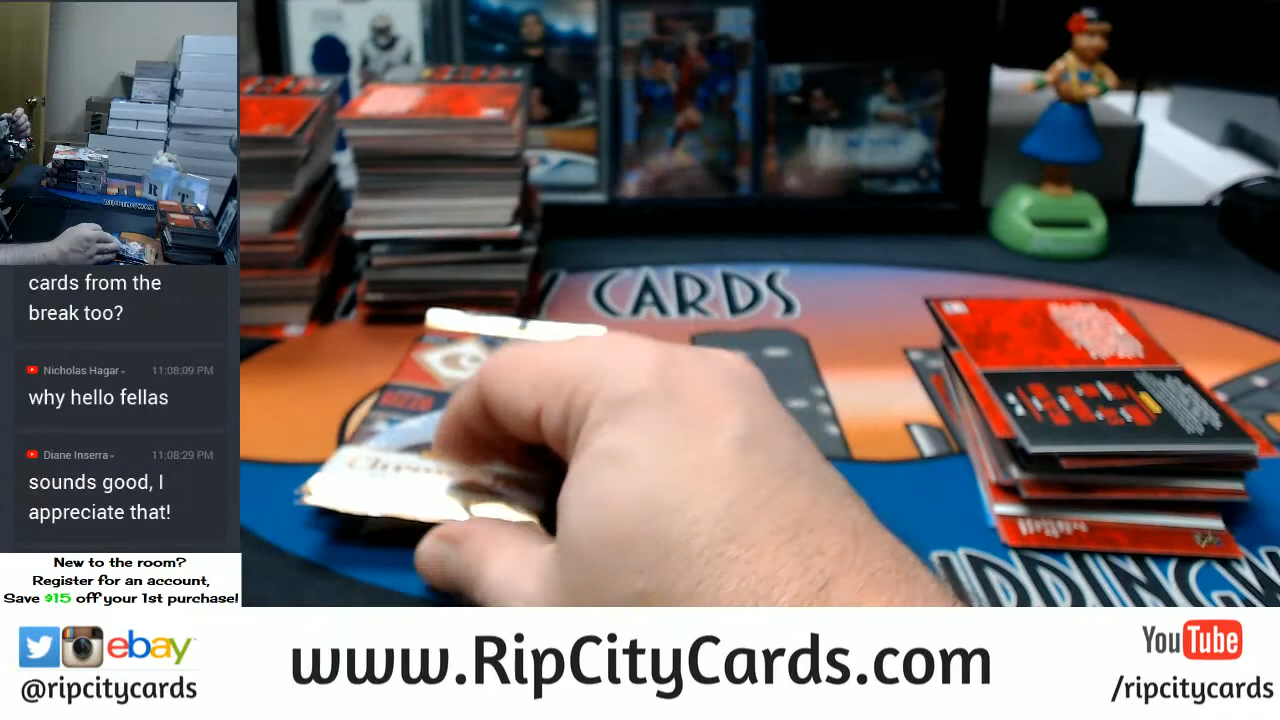 cards from the
break too?
Nicholas Hagar
11:08:09 PM
why hello fellas
Diane Inserra
11:08:29 PM
sounds good, I
appreciate that!
New to the room?
Register for an account,
Save $15 off your 1st purchase!
CARDS
ebay
@ripcitycards
www.RipCityCards.com
YouTube
/ripcitycards